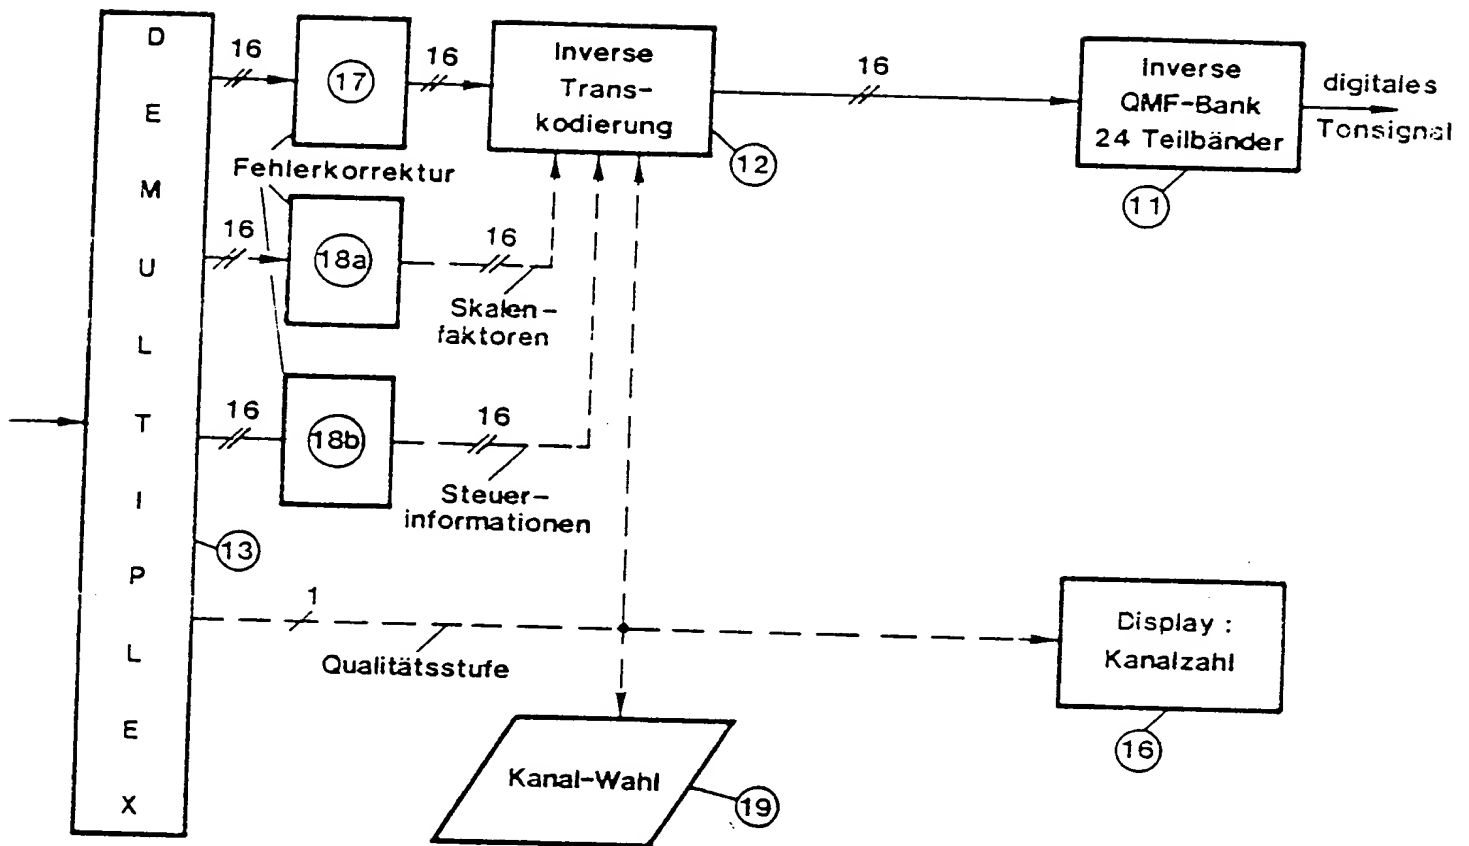 DEMULTIPLEX
16
17
16
Inverse
Trans-
kodierung
12
16
Inverse
QMF-Bank
24 Teilbänder
11
digitales
Tonsignal
Fehlerkorrektur
16
18a
16
Skalen-
faktoren
16
18b
16
Steuer-
informationen
13
1
Qualitätsstufe
Display :
Kanalzahl
16
Kanal-Wahl
19